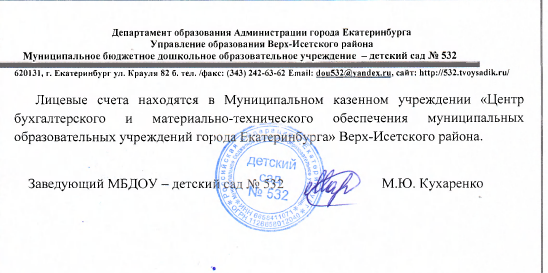 Департамент образования Администрации города Екатеринбурга
Управление образования Верх-Исетского района
Муниципальное бюджетное дошкольное образовательное учреждение – детский сад № 532
620131, г. Екатеринбург ул. Крауля 82 б. тел. /факс: (343) 242-63-62 Email: dou532@yandex.ru, сайт: http://532.tvoysadik.ru/
Лицевые счета находятся в Муниципальном казенном учреждении «Центр
бухгалтерского и материально-технического обеспечения муниципальных
образовательных учреждений города Екатеринбурга» Верх-Исетского района.
детский
сад
№ 532
Заведующий МБДОУ – детский сад № 532 М.Ю. Кухаренко